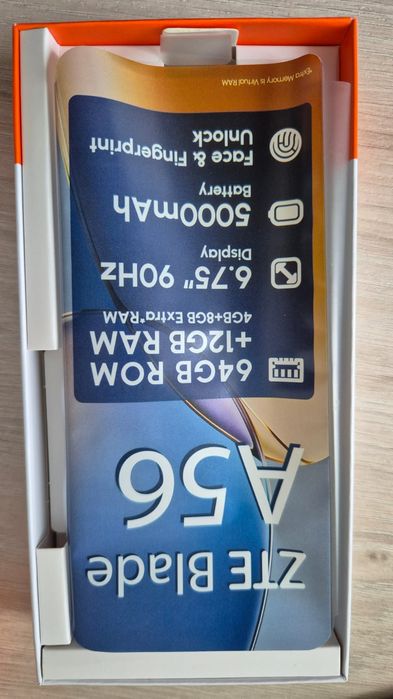 ZTE Blade
A56
64GB ROM
+12GB RAM
4GB+8GB Extra*RAM
6.75" 90HZ
Display
5000mAh
Battery
Face & Fingerprint
Unlock
*Extra Memory is Virtual RAM